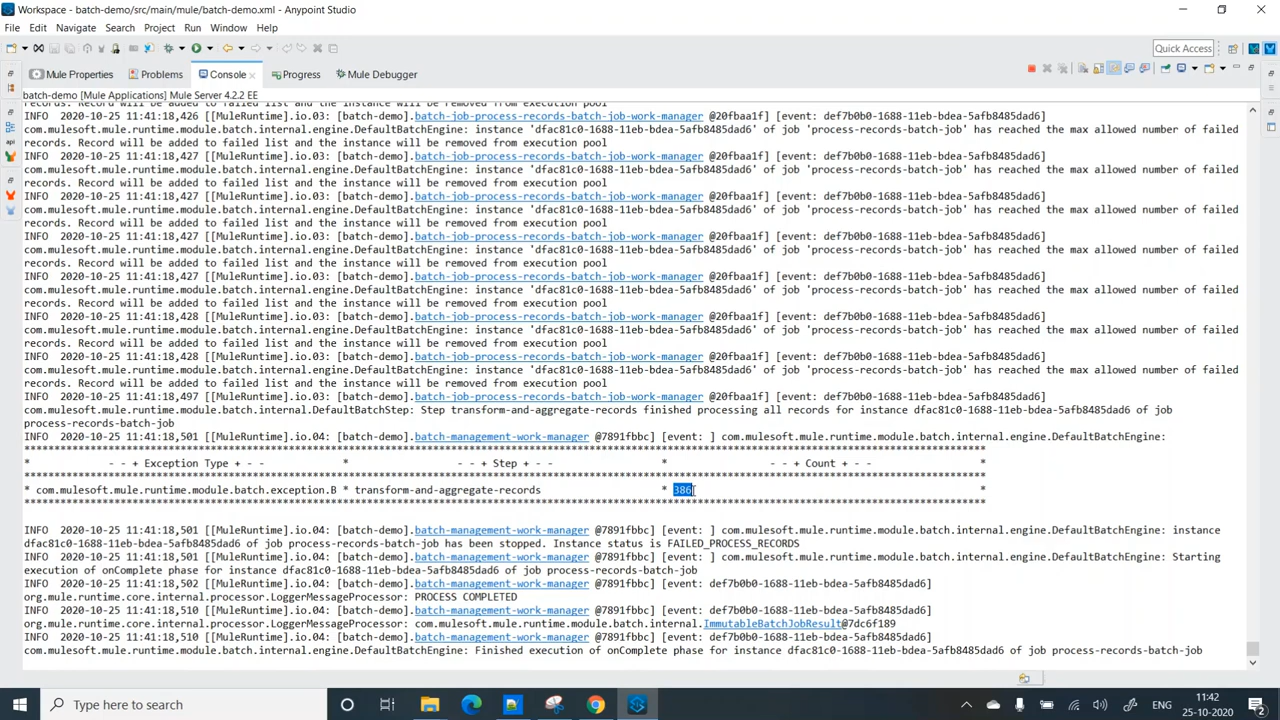 Workspace - batch-demo/src/main/mule/batch-demo.xml - Anypoint Studio
File Edit Navigate Search Project Run Window Help
Quick Access
Mule Properties Problems Console Progress Mule Debugger
batch-demo [Mule Applications] Mule Server 4.2.2 EE
records. Record will be added to failed list and the instance will be removed from execution pool
INFO 2020-10-25 11:41:18,426 [[MuleRuntime].io.03: [batch-demo].batch-job-process-records-batch-job-work-manager @20fbaa1f] [event: def7b0b0-1688-11eb-bdea-5afb8485dad6]
com.mulesoft.mule.runtime.module.batch.internal.engine.DefaultBatchEngine: instance 'dfac81c0-1688-11eb-bdea-5afb8485dad6' of job 'process-records-batch-job' has reached the max allowed number of failed
records. Record will be added to failed list and the instance will be removed from execution pool
INFO 2020-10-25 11:41:18,427 [[MuleRuntime].io.03: [batch-demo].batch-job-process-records-batch-job-work-manager @20fbaa1f] [event: def7b0b0-1688-11eb-bdea-5afb8485dad6]
com.mulesoft.mule.runtime.module.batch.internal.engine.DefaultBatchEngine: instance 'dfac81c0-1688-11eb-bdea-5afb8485dad6' of job 'process-records-batch-job' has reached the max allowed number of failed
records. Record will be added to failed list and the instance will be removed from execution pool
INFO 2020-10-25 11:41:18,427 [[MuleRuntime].io.03: [batch-demo].batch-job-process-records-batch-job-work-manager @20fbaa1f] [event: def7b0b0-1688-11eb-bdea-5afb8485dad6]
com.mulesoft.mule.runtime.module.batch.internal.engine.DefaultBatchEngine: instance 'dfac81c0-1688-11eb-bdea-5afb8485dad6' of job 'process-records-batch-job' has reached the max allowed number of failed
records. Record will be added to failed list and the instance will be removed from execution pool
INFO 2020-10-25 11:41:18,427 [[MuleRuntime].io.03: [batch-demo].batch-job-process-records-batch-job-work-manager @20fbaa1f] [event: def7b0b0-1688-11eb-bdea-5afb8485dad6]
com.mulesoft.mule.runtime.module.batch.internal.engine.DefaultBatchEngine: instance 'dfac81c0-1688-11eb-bdea-5afb8485dad6' of job 'process-records-batch-job' has reached the max allowed number of failed
records. Record will be added to failed list and the instance will be removed from execution pool
INFO 2020-10-25 11:41:18,427 [[MuleRuntime].io.03: [batch-demo].batch-job-process-records-batch-job-work-manager @20fbaa1f] [event: def7b0b0-1688-11eb-bdea-5afb8485dad6]
com.mulesoft.mule.runtime.module.batch.internal.engine.DefaultBatchEngine: instance 'dfac81c0-1688-11eb-bdea-5afb8485dad6' of job 'process-records-batch-job' has reached the max allowed number of failed
records. Record will be added to failed list and the instance will be removed from execution pool
INFO 2020-10-25 11:41:18,428 [[MuleRuntime].io.03: [batch-demo].batch-job-process-records-batch-job-work-manager @20fbaa1f] [event: def7b0b0-1688-11eb-bdea-5afb8485dad6]
com.mulesoft.mule.runtime.module.batch.internal.engine.DefaultBatchEngine: instance 'dfac81c0-1688-11eb-bdea-5afb8485dad6' of job 'process-records-batch-job' has reached the max allowed number of failed
records. Record will be added to failed list and the instance will be removed from execution pool
INFO 2020-10-25 11:41:18,428 [[MuleRuntime].io.03: [batch-demo].batch-job-process-records-batch-job-work-manager @20fbaa1f] [event: def7b0b0-1688-11eb-bdea-5afb8485dad6]
com.mulesoft.mule.runtime.module.batch.internal.engine.DefaultBatchEngine: instance 'dfac81c0-1688-11eb-bdea-5afb8485dad6' of job 'process-records-batch-job' has reached the max allowed number of failed
records. Record will be added to failed list and the instance will be removed from execution pool
INFO 2020-10-25 11:41:18,497 [[MuleRuntime].io.03: [batch-demo].batch-job-process-records-batch-job-work-manager @20fbaa1f] [event: def7b0b0-1688-11eb-bdea-5afb8485dad6]
com.mulesoft.mule.runtime.module.batch.internal.DefaultBatchStep: Step transform-and-aggregate-records finished processing all records for instance dfac81c0-1688-11eb-bdea-5afb8485dad6 of job
process-records-batch-job
INFO 2020-10-25 11:41:18,501 [[MuleRuntime].io.04: [batch-demo].batch-management-work-manager @7891fbbc] [event: ] com.mulesoft.mule.runtime.module.batch.internal.engine.DefaultBatchEngine:
* - - + Exception Type + - - * - - + Step + - - * - - + Count + - - *
* com.mulesoft.mule.runtime.module.batch.exception.B * transform-and-aggregate-records * 386 *
INFO 2020-10-25 11:41:18,501 [[MuleRuntime].io.04: [batch-demo].batch-management-work-manager @7891fbbc] [event: ] com.mulesoft.mule.runtime.module.batch.internal.engine.DefaultBatchEngine: instance
dfac81c0-1688-11eb-bdea-5afb8485dad6 of job process-records-batch-job has been stopped. Instance status is FAILED_PROCESS_RECORDS
INFO 2020-10-25 11:41:18,501 [[MuleRuntime].io.04: [batch-demo].batch-management-work-manager @7891fbbc] [event: ] com.mulesoft.mule.runtime.module.batch.internal.engine.DefaultBatchEngine: Starting
execution of onComplete phase for instance dfac81c0-1688-11eb-bdea-5afb8485dad6 of job process-records-batch-job
INFO 2020-10-25 11:41:18,502 [[MuleRuntime].io.04: [batch-demo].batch-management-work-manager @7891fbbc] [event: def7b0b0-1688-11eb-bdea-5afb8485dad6]
org.mule.runtime.core.internal.processor.LoggerMessageProcessor: PROCESS COMPLETED
INFO 2020-10-25 11:41:18,510 [[MuleRuntime].io.04: [batch-demo].batch-management-work-manager @7891fbbc] [event: def7b0b0-1688-11eb-bdea-5afb8485dad6]
org.mule.runtime.core.internal.processor.LoggerMessageProcessor: com.mulesoft.mule.runtime.module.batch.internal.ImmutableBatchJobResult@7dc6f189
INFO 2020-10-25 11:41:18,510 [[MuleRuntime].io.04: [batch-demo].batch-management-work-manager @7891fbbc] [event: def7b0b0-1688-11eb-bdea-5afb8485dad6]
com.mulesoft.mule.runtime.module.batch.internal.engine.DefaultBatchEngine: Finished execution of onComplete phase for instance dfac81c0-1688-11eb-bdea-5afb8485dad6 of job process-records-batch-job
Type here to search
ENG
11:42
25-10-2020
2